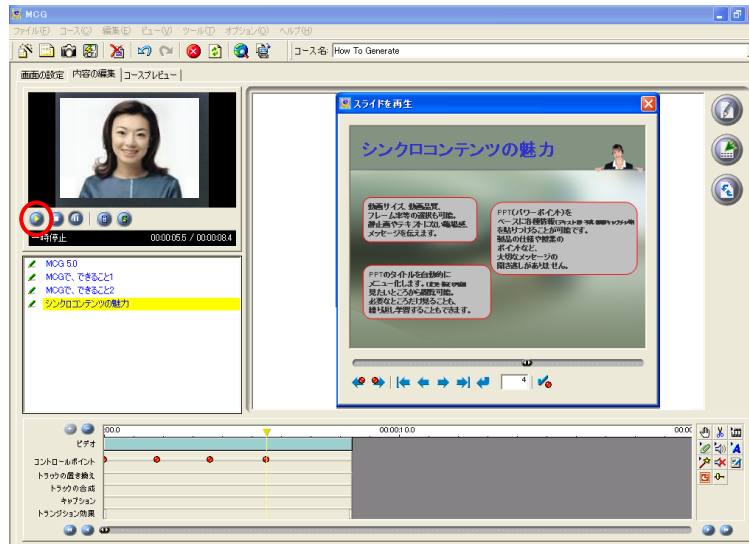 MCG
ファイル(F) コース(C) 編集(E) ビュー(V) ツール(T) オプション(O) ヘルプ(H)
コース名 How To Generate
画面の設定 内容の編集 コースプレビュー
スライドを再生
シンクロコンテンツの魅力
動画サイズ、動画品質、
フレーム率等の選択も可能。
静止画やテキストにない臨場感、
メッセージを伝えます。
PPT(パワーポイント)を
ベースに各種情報
を貼りつけることが可能です。
製品の仕様や授業の
ポイントなど、
大切なメッセージの
聞き逃しがありません。
PPTのタイトルを自動的に
メニュー化します。
見たいところから閲覧可能。
必要なところだけ見ることも、
繰り返し学習することもできます。
一時停止 00:00:05.5 / 00:00:08.4
MCG 5.0
MCGで、できること1
MCGで、できること2
シンクロコンテンツの魅力
4
:00.0 00:00:10.0 00:00
ビデオ
コントロールポイント
トラックの置き換え
トラックの合成
キャプション
トランジション効果